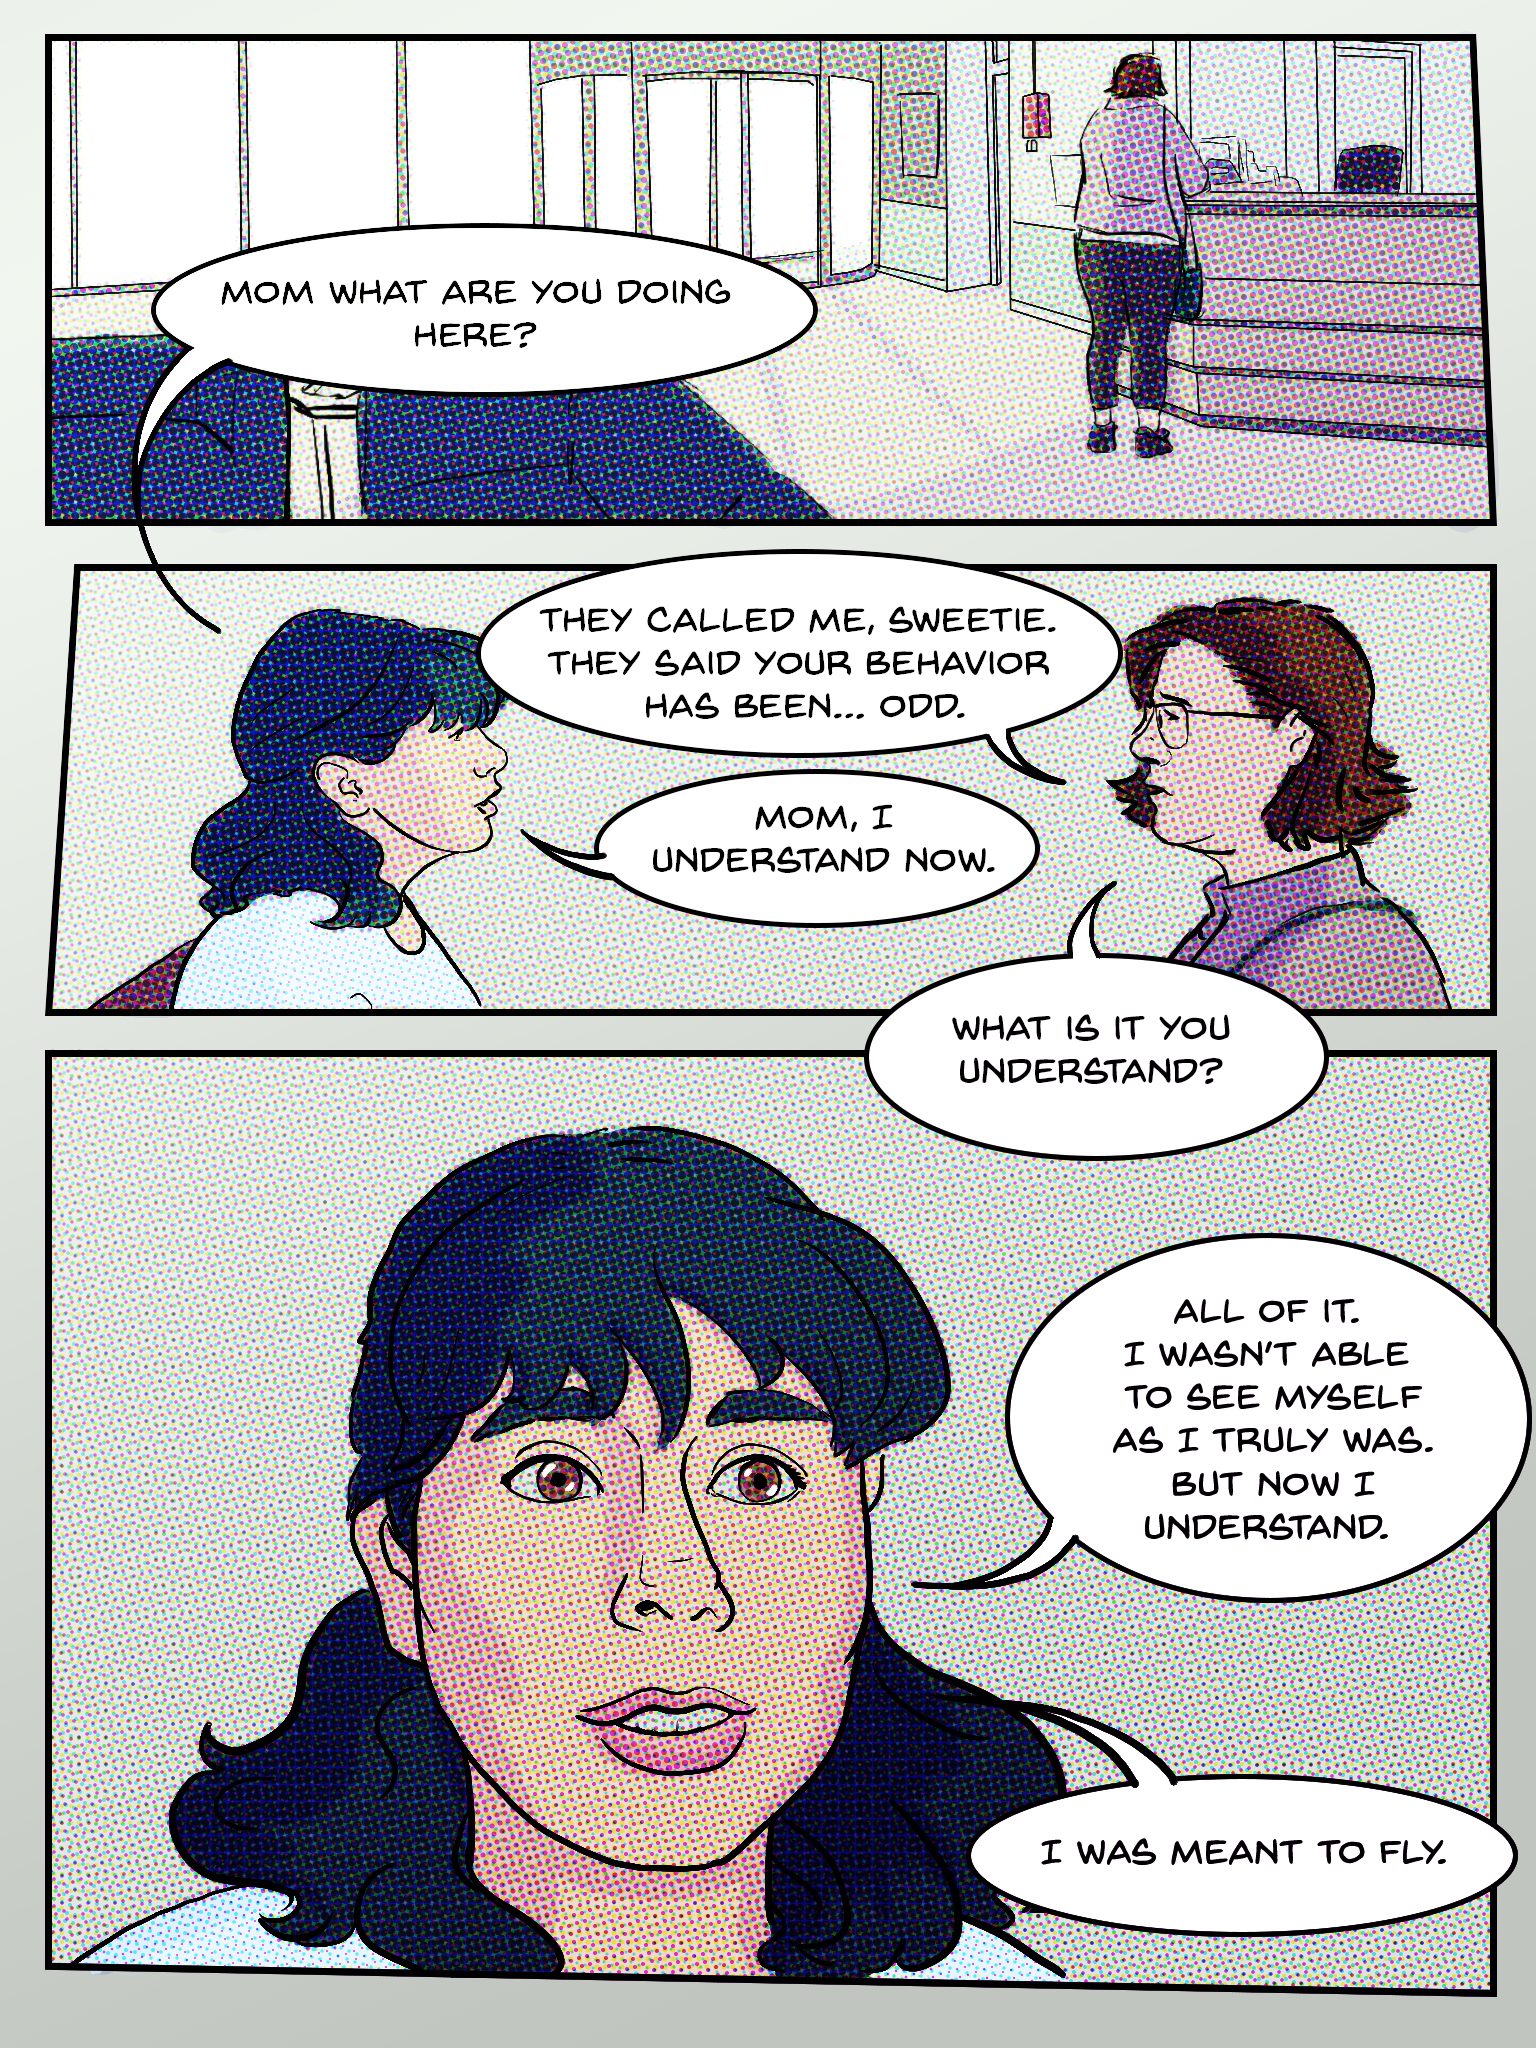 MOM WHAT ARE YOU DOING
HERE?
THEY CALLED ME, SWEETIE.
THEY SAID YOUR BEHAVIOR
HAS BEEN... ODD.
MOM, I
UNDERSTAND NOW.
WHAT IS IT YOU
UNDERSTAND?
ALL OF IT.
I WASN'T ABLE
TO SEE MYSELF
AS I TRULY WAS.
BUT NOW I
UNDERSTAND.
I WAS MEANT TO FLY.